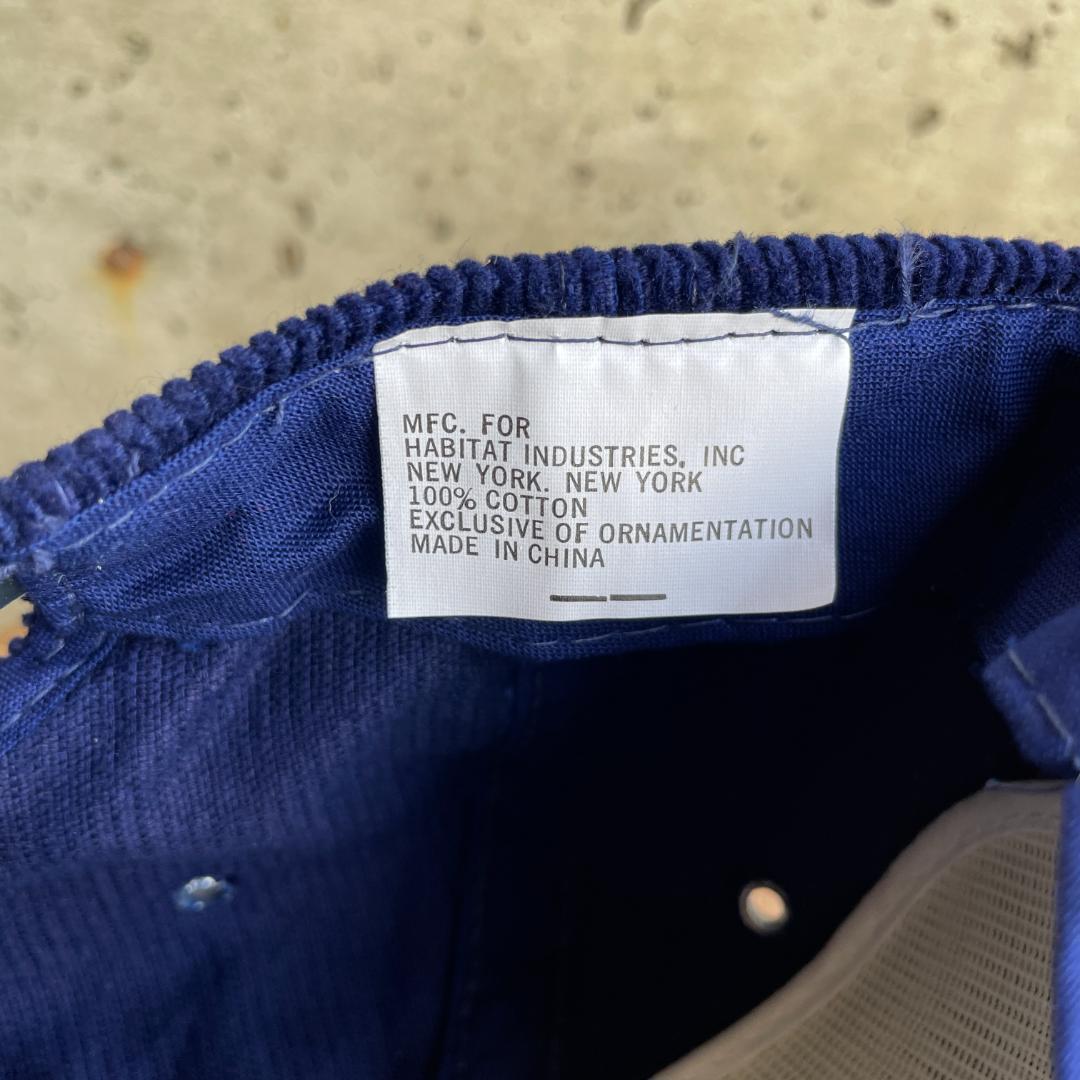 MFC. FOR
HABITAT INDUSTRIES, INC
NEW YORK. NEW YORK
100% COTTON
EXCLUSIVE OF ORNAMENTATION
MADE IN CHINA